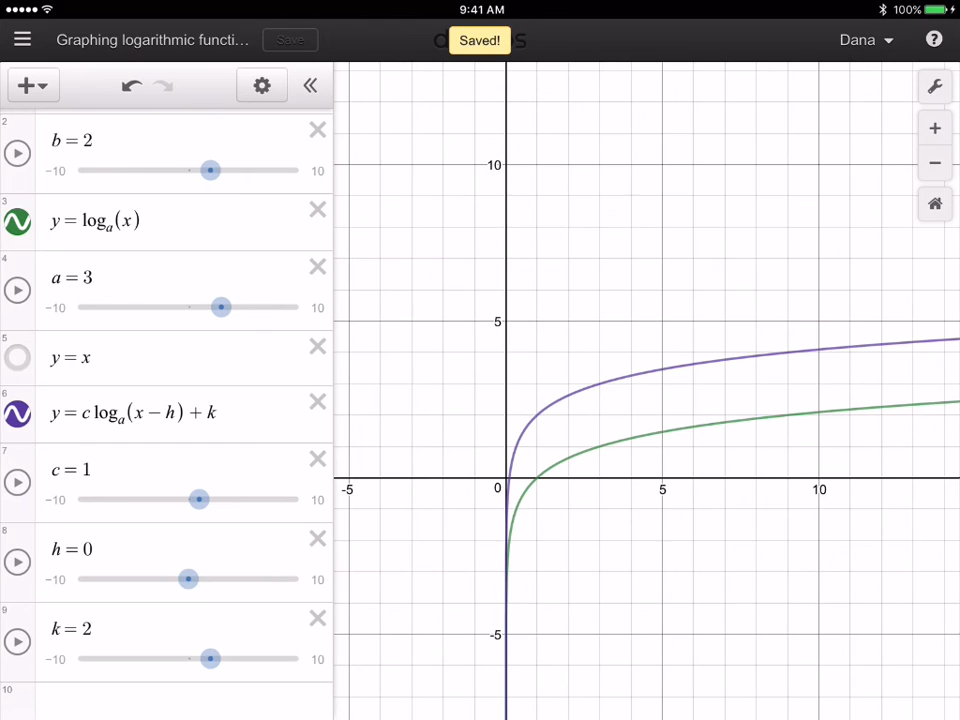 9:41 AM
100%
Graphing logarithmic functi...
Save
Saved!
Dana
2
b = 2
-10
10
3
y = logₐ(x)
4
a = 3
-10
10
5
y = x
6
y = c logₐ(x − h) + k
7
c = 1
-10
10
8
h = 0
-10
10
9
k = 2
-10
10
10
10
5
-5
0
5
10
-5